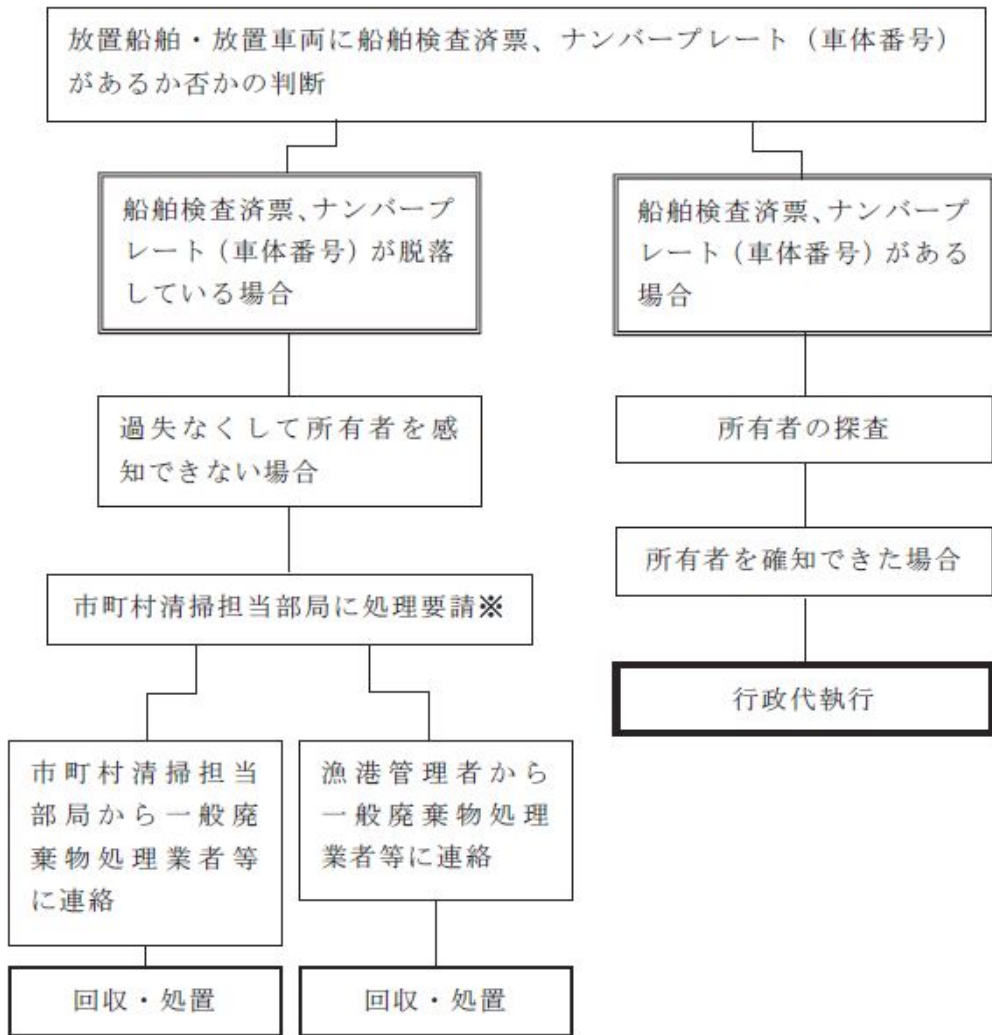 放置船舶・放置車両に船舶検査済票、ナンバープレート（車体番号）
があるか否かの判断
船舶検査済票、ナンバープ
レート（車体番号）が脱落
している場合
船舶検査済票、ナンバープ
レート（車体番号）がある
場合
過失なくして所有者を感
知できない場合
所有者の探査
所有者を確知できた場合
市町村清掃担当部局に処理要請※
行政代執行
市町村清掃担当
部局から一般廃
棄物処理業者等
に連絡
漁港管理者から
一般廃棄物処理
業者等に連絡
回収・処置
回収・処置